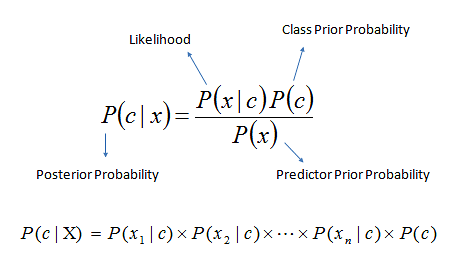 Likelihood
Class Prior Probability
P(c | x) = P(x | c)P(c) / P(x)
Posterior Probability
Predictor Prior Probability
P(c | X) = P(x₁ | c) × P(x₂ | c) × ⋯ × P(xₙ | c) × P(c)